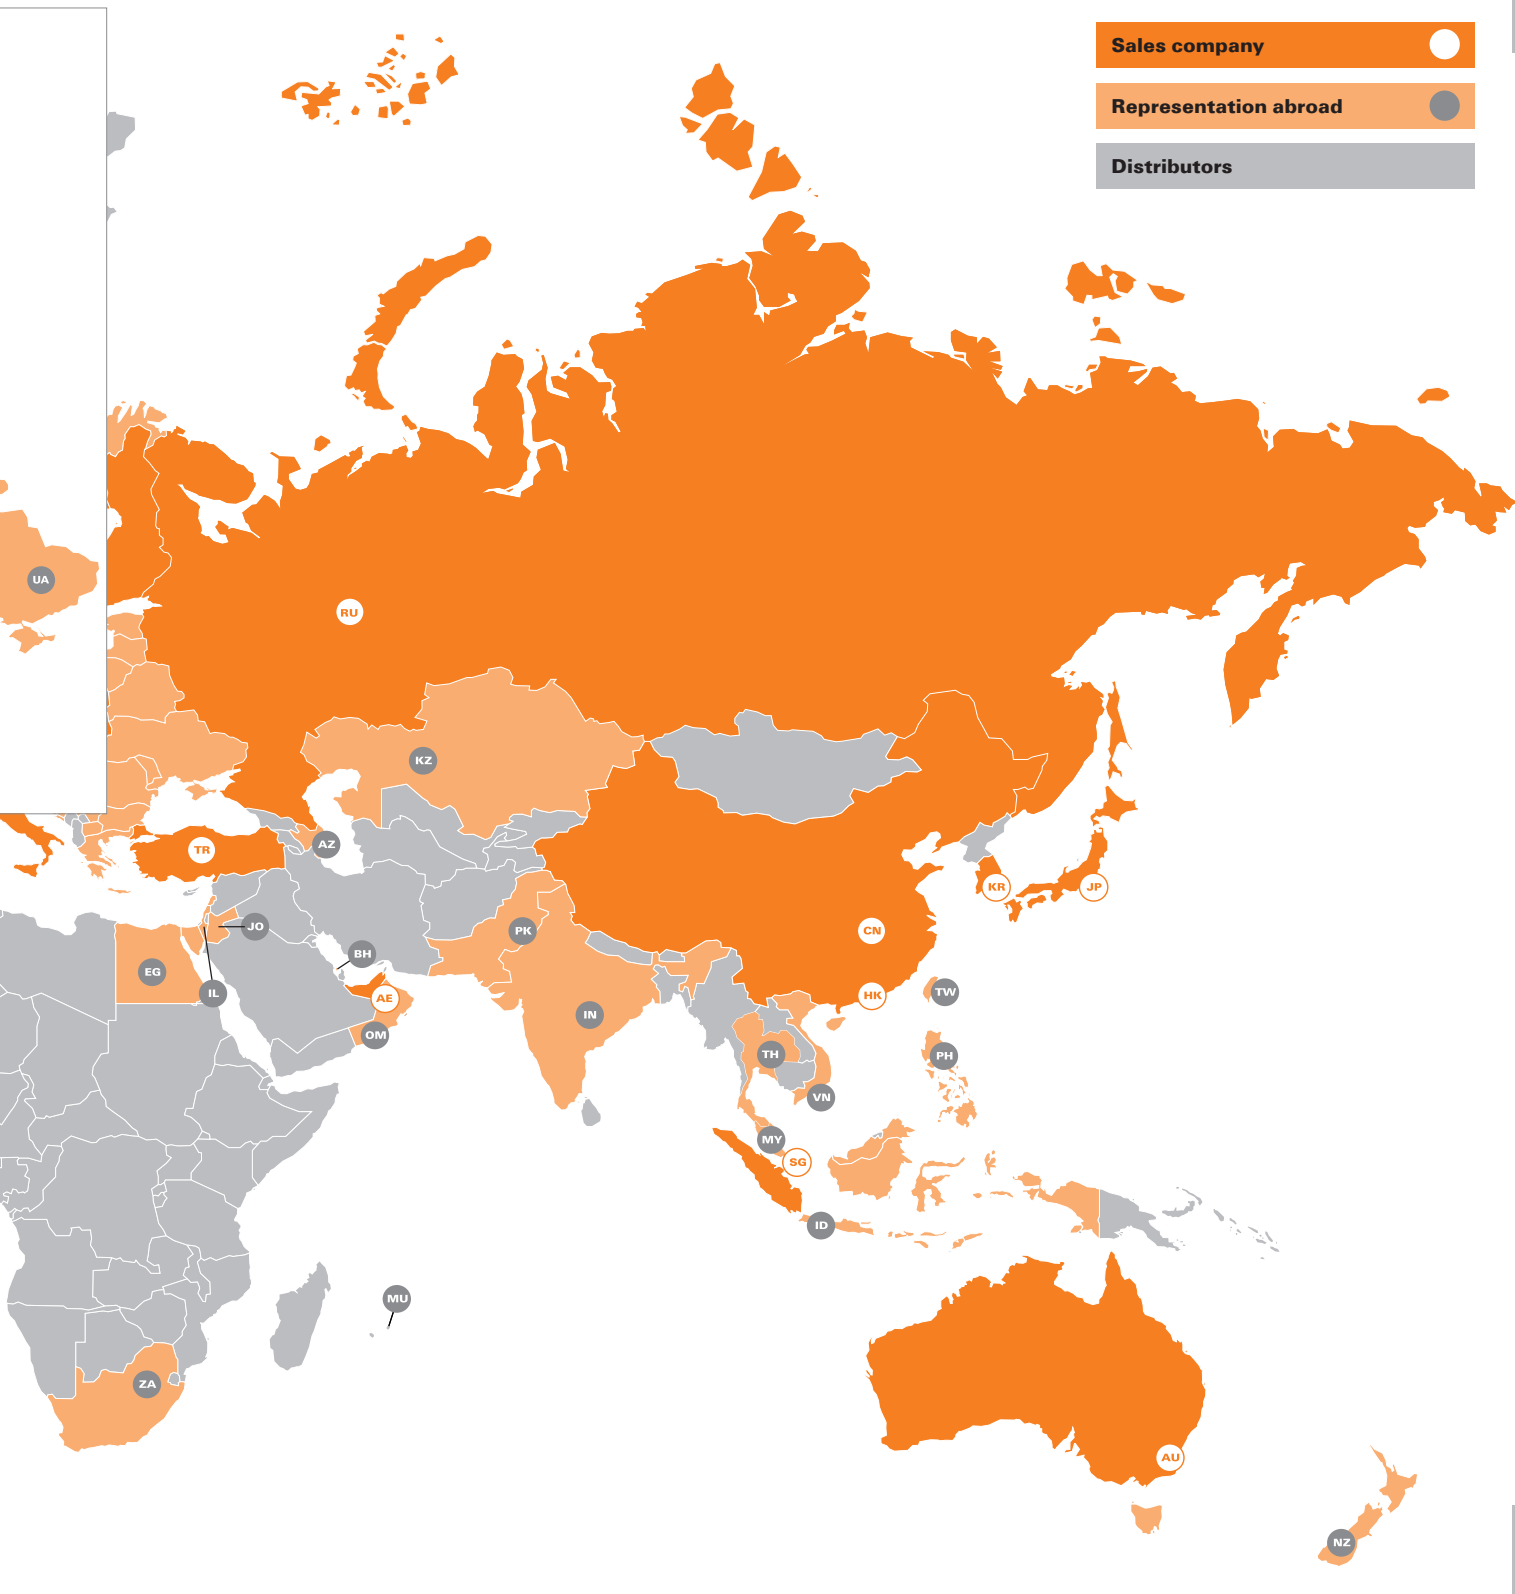 Sales company
Representation abroad
Distributors
UA
RU
KZ
TR
AZ
KR
JP
JO
PK
CN
BH
EG
IL
AE
HK
TW
IN
OM
TH
PH
VN
MY
SG
ID
MU
ZA
AU
NZ